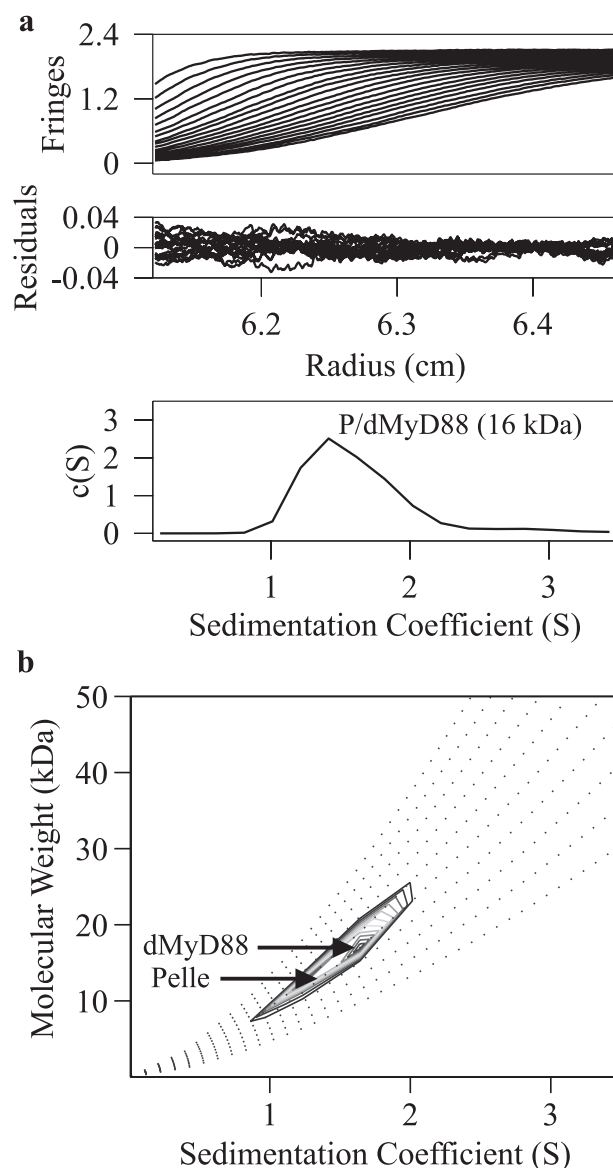 a
Fringes
2.4
1.2
0
Residuals
0.04
0
-0.04
6.2 6.3 6.4
Radius (cm)
c(S)
3
2
1
0
P/dMyD88 (16 kDa)
1 2 3
Sedimentation Coefficient (S)
b
Molecular Weight (kDa)
50
40
30
20
10
dMyD88
Pelle
1 2 3
Sedimentation Coefficient (S)